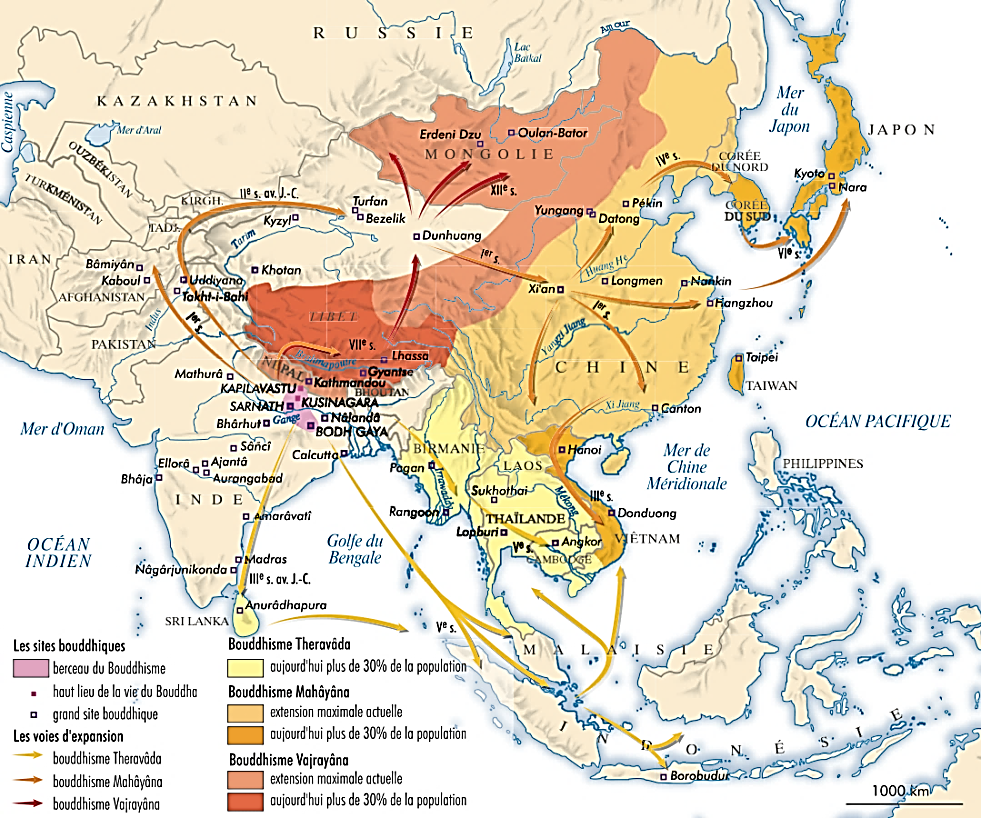 RUSSIE
Amour
Lac
Baïkal
Mer
du
Japon
KAZAKHSTAN
Caspienne
Mer d'Aral
Erdeni Dzu
Oulan-Bator
MONGOLIE
JAPON
OUZBÉKISTAN
TURKMÉNISTAN
KIRGH.
TADJ.
IIe s. av. J.-C.
Turfan
Bezelik
Kyzyl
XIIe s.
IVe s.
CORÉE
DU NORD
Kyoto
Nara
Yungang
Pékin
Datong
CORÉE
DU SUD
Tarim
Dunhuang
Ier s.
VIe s.
IRAN
Bâmiyân
Kaboul
Uddiyana
Khotan
Takht-i-Bahi
AFGHANISTAN
Huang He
Xi'an
Longmen
Nankin
Hangzhou
Indus
Ier s.
TIBET
Ier s.
Yangzi Jiang
PAKISTAN
VIIe s.
Brahmapoutre
Lhassa
Gyantse
CHINE
Taipei
TAIWAN
Mathurâ
NÉPAL
Kathmandou
BHOUTAN
KAPILAVASTU
KUSINAGARA
SARNATH
Gange
Nâlandâ
Bhârhut
BODH GAYA
Xi Jiang
Canton
OCÉAN PACIFIQUE
Mer d'Oman
Sâñcî
Calcutta
BIRMANIE
Hanoi
LAOS
Mer de
Chine
Méridionale
PHILIPPINES
Ellorâ
Ajantâ
Aurangabad
Bhâja
Pagan
Irrawaddy
INDE
Sukhothai
Mékong
IIIe s.
Amarâvatî
Rangoon
THAÏLANDE
Donduong
Lopburi
Ve s.
Angkor
CAMBODGE
VIÊTNAM
OCÉAN
INDIEN
Golfe du
Bengale
Madras
Nâgârjunikonda
IIIe s. av. J.-C.
Anurâdhapura
SRI LANKA
Ve s.
MALAISIE
INDONÉSIE
Borobudur
Les sites bouddhiques
berceau du Bouddhisme
haut lieu de la vie du Bouddha
grand site bouddhique
Les voies d'expansion
bouddhisme Theravâda
bouddhisme Mahâyâna
bouddhisme Vajrayâna
Bouddhisme Theravâda
aujourd'hui plus de 30% de la population
Bouddhisme Mahâyâna
extension maximale actuelle
aujourd'hui plus de 30% de la population
Bouddhisme Vajrayâna
extension maximale actuelle
aujourd'hui plus de 30% de la population
1000 km